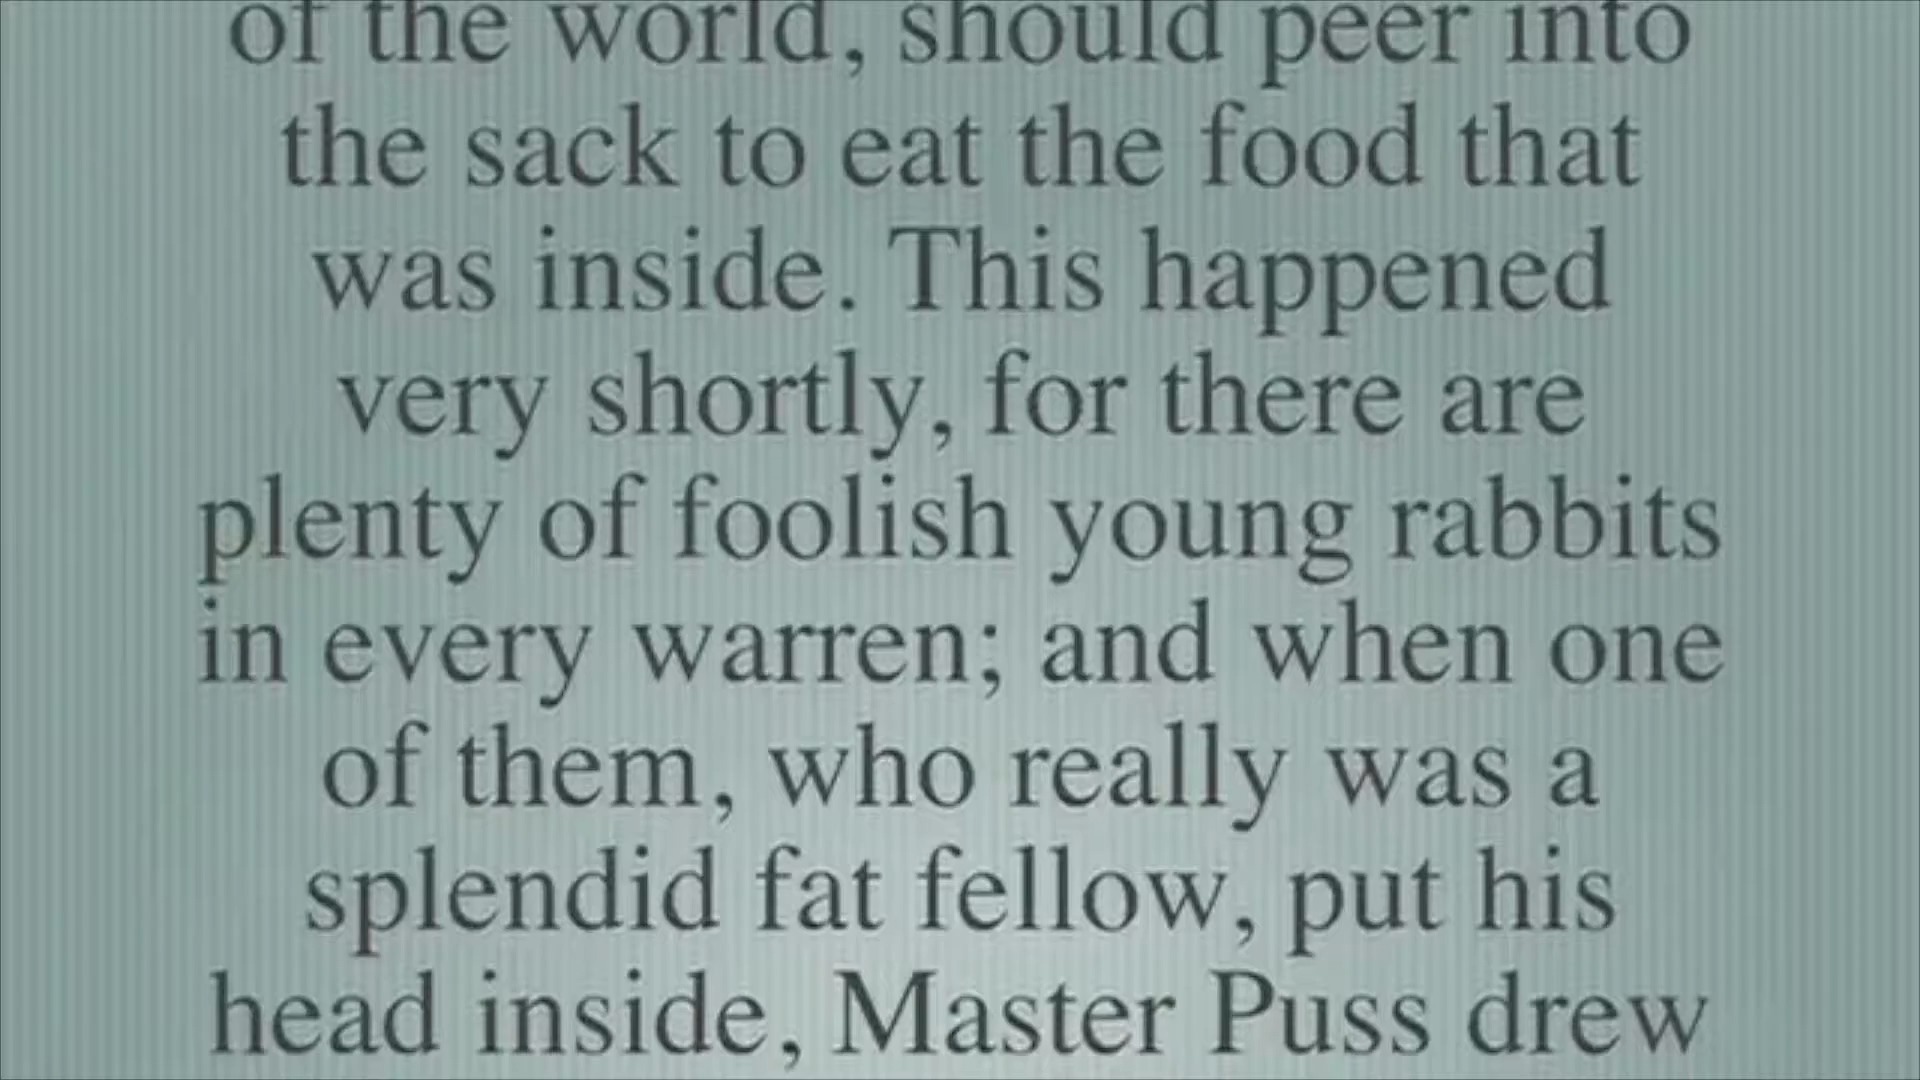 of the world, should peer into
the sack to eat the food that
was inside. This happened
very shortly, for there are
plenty of foolish young rabbits
in every warren; and when one
of them, who really was a
splendid fat fellow, put his
head inside, Master Puss drew